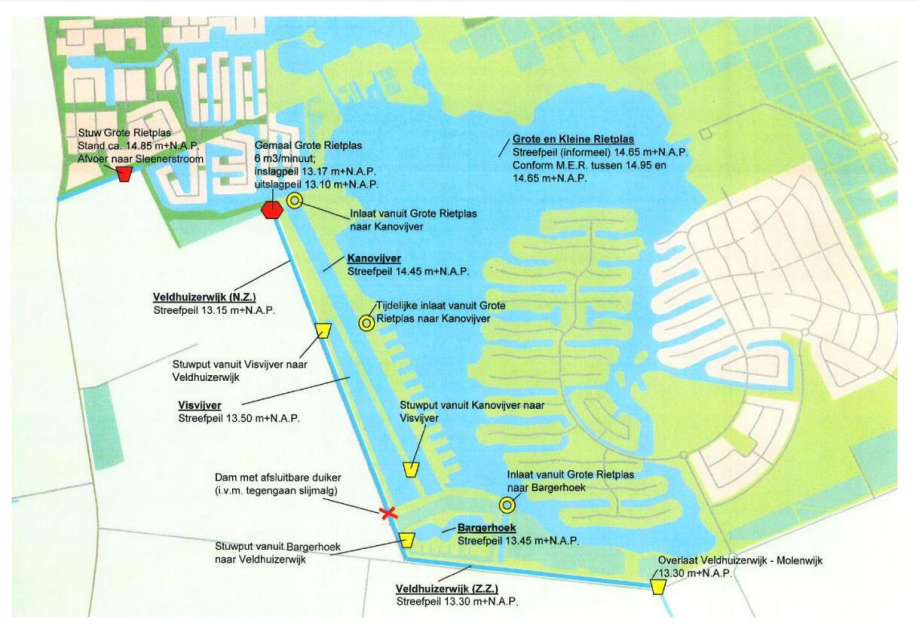 Stuw Grote Rietplas
Stand ca. 14.85 m+N.A.P.
Afvoer naar Sleenerstroom
Gemaal Grote Rietplas
6 m3/minuut;
inslagpeil 13.17 m+N.A.P.
uitslagpeil 13.10 m+N.A.P.
Grote en Kleine Rietplas
Streefpeil (informeel) 14.65 m+N.A.P.
Conform M.E.R. tussen 14.95 en
14.65 m+N.A.P.
Inlaat vanuit Grote Rietplas
naar Kanovijver
Kanovijver
Streefpeil 14.45 m+N.A.P.
Veldhuizerwijk (N.Z.)
Streefpeil 13.15 m+N.A.P.
Tijdelijke inlaat vanuit Grote
Rietplas naar Kanovijver
Stuwput vanuit Visvijver naar
Veldhuizerwijk
Visvijver
Streefpeil 13.50 m+N.A.P.
Stuwput vanuit Kanovijver naar
Visvijver
Dam met afsluitbare duiker
(i.v.m. tegengaan slijmalg)
Inlaat vanuit Grote Rietplas
naar Bargerhoek
Bargerhoek
Streefpeil 13.45 m+N.A.P.
Stuwput vanuit Bargerhoek
naar Veldhuizerwijk
Overlaat Veldhuizerwijk - Molenwijk
13.30 m+N.A.P.
Veldhuizerwijk (Z.Z.)
Streefpeil 13.30 m+N.A.P.